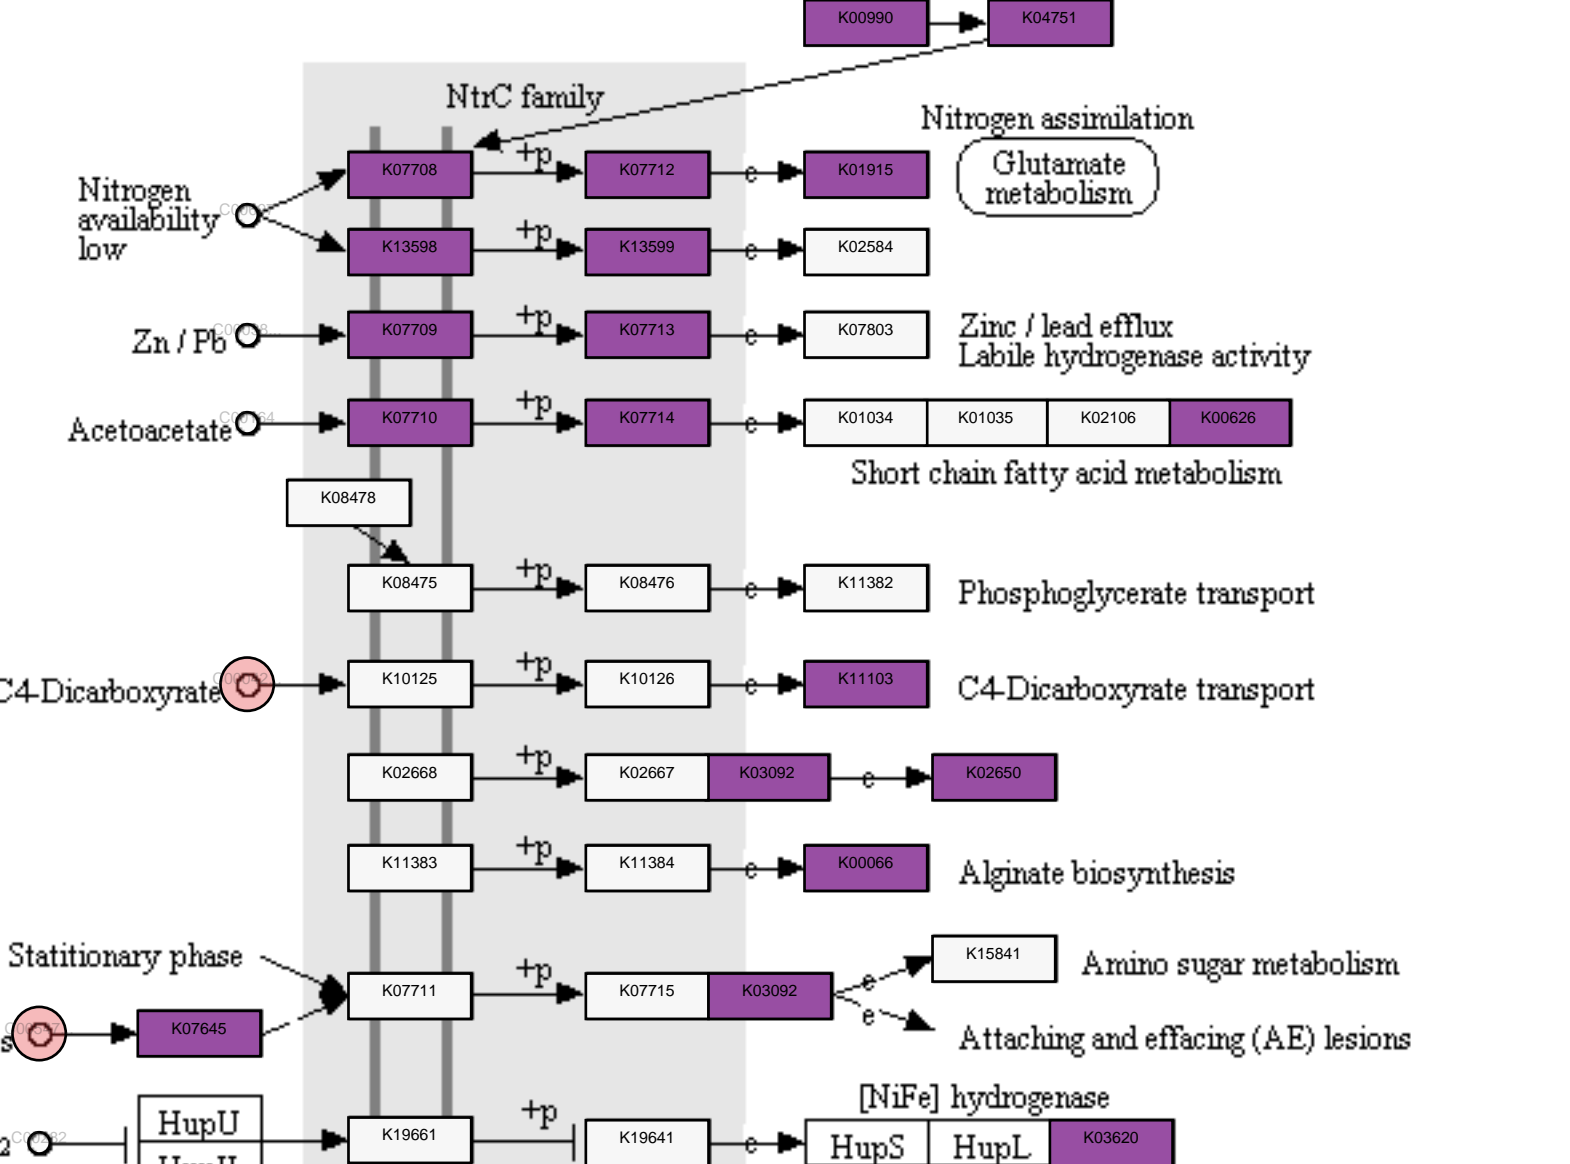 K00990 K04751
NtrC family
Nitrogen assimilation
K07708 +p K07712 e K01915 Glutamate
metabolism
Nitrogen
availability
low
K13598 +p K13599 e K02584
Zn / Pb K07709 +p K07713 e K07803 Zinc / lead efflux
Labile hydrogenase activity
Acetoacetate K07710 +p K07714 e K01034 K01035 K02106 K00626
Short chain fatty acid metabolism
K08478
K08475 +p K08476 e K11382 Phosphoglycerate transport
C4-Dicarboxyrate K10125 +p K10126 e K11103 C4-Dicarboxyrate transport
K02668 +p K02667 K03092 e K02650
K11383 +p K11384 e K00066 Alginate biosynthesis
Statitionary phase
K07711 +p K07715 K03092 e K15841 Amino sugar metabolism
s K07645 e Attaching and effacing (AE) lesions
[NiFe] hydrogenase
2 C00282 HupU K19661 +p K19641 e HupS HupL K03620